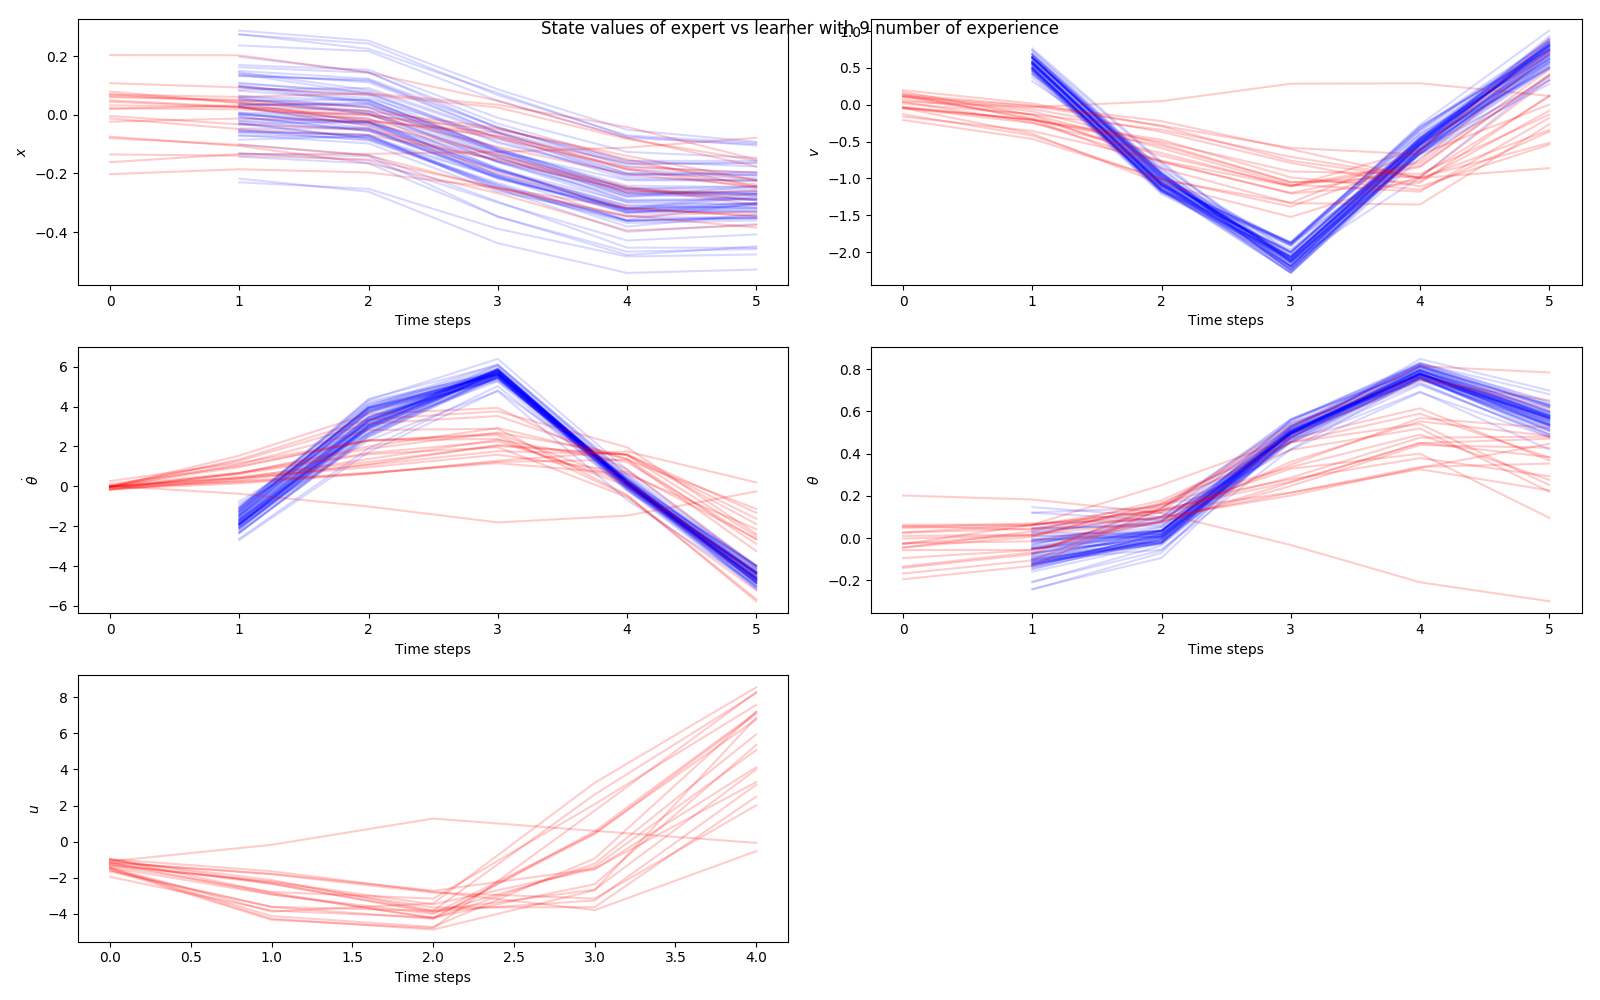 State values of expert vs learner with 9 number of experience
0.2
0.0
−0.2
−0.4
x
0 1 2 3 4 5
Time steps
1.0
0.5
0.0
−0.5
−1.0
−1.5
−2.0
v
0 1 2 3 4 5
Time steps
6
4
2
0
−2
−4
−6
θ̇
0 1 2 3 4 5
Time steps
0.8
0.6
0.4
0.2
0.0
−0.2
θ
0 1 2 3 4 5
Time steps
8
6
4
2
0
−2
−4
u
0.0 0.5 1.0 1.5 2.0 2.5 3.0 3.5 4.0
Time steps